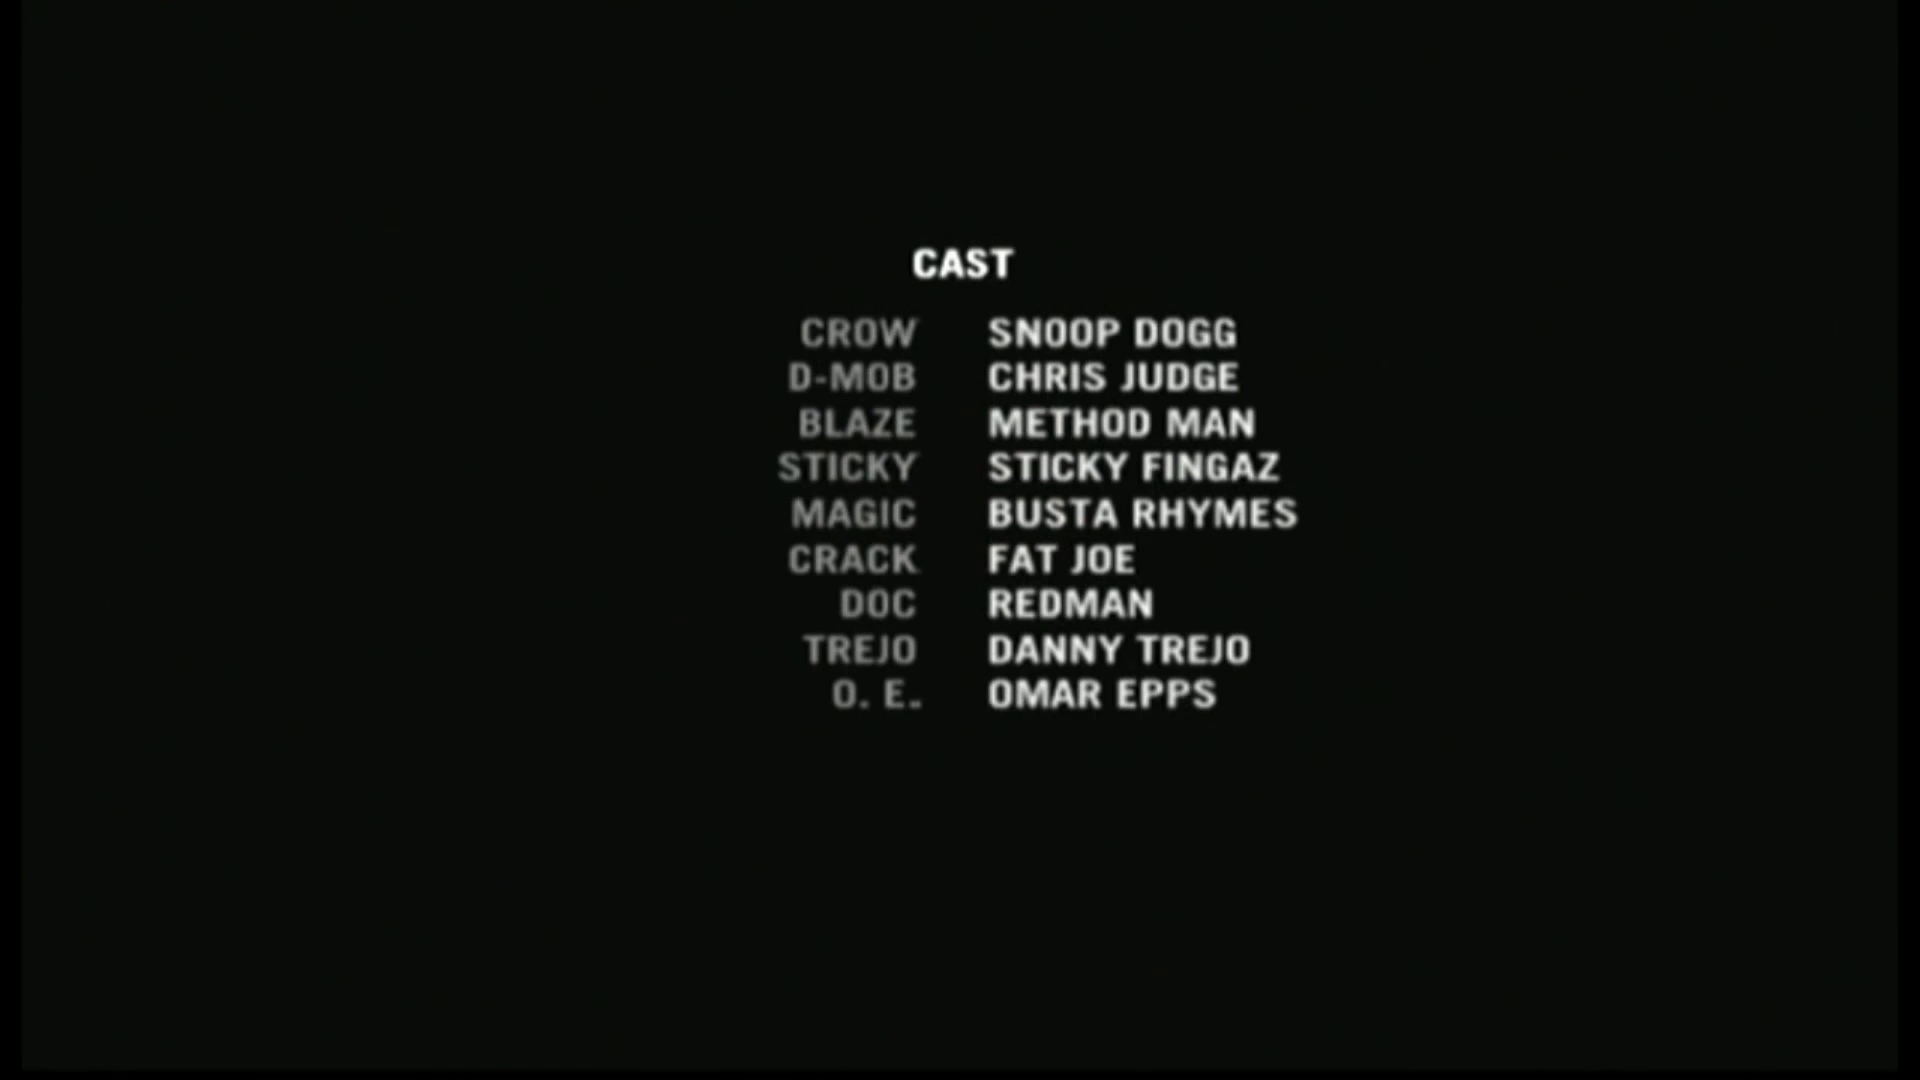 CAST
CROW SNOOP DOGG
D-MOB CHRIS JUDGE
BLAZE METHOD MAN
STICKY STICKY FINGAZ
MAGIC BUSTA RHYMES
CRACK FAT JOE
DOC REDMAN
TREJO DANNY TREJO
O. E.. OMAR EPPS